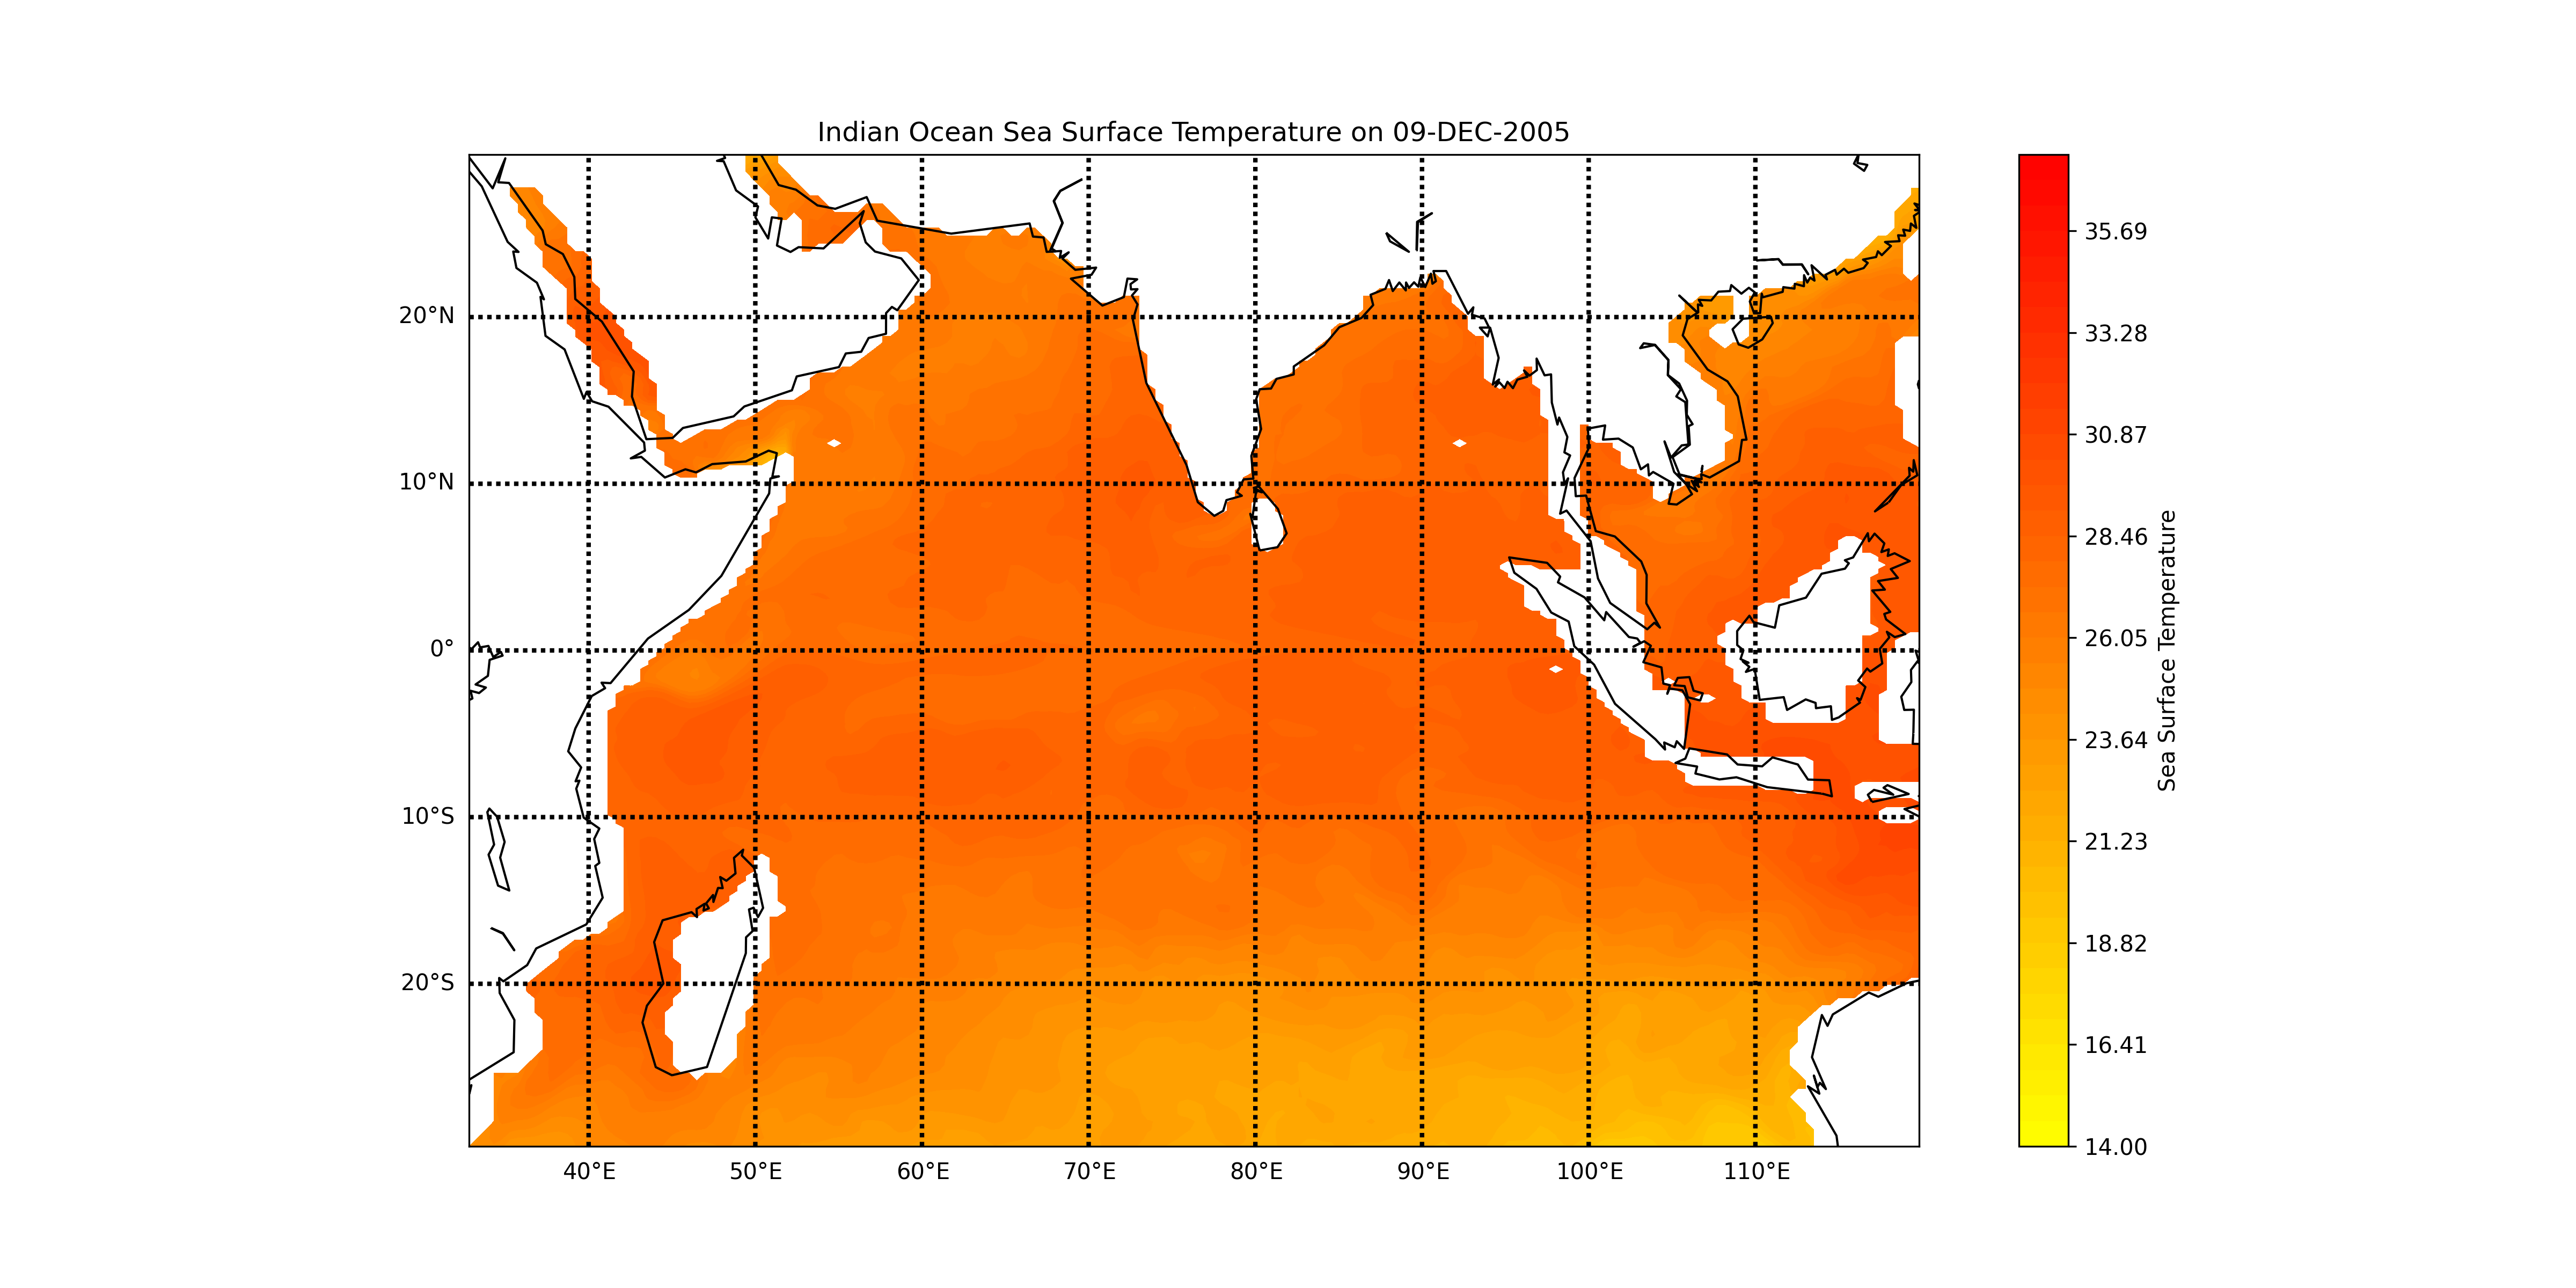 Indian Ocean Sea Surface Temperature on 09-DEC-2005
20°N
10°N
0°
10°S
20°S
40°E
50°E
60°E
70°E
80°E
90°E
100°E
110°E
35.69
33.28
30.87
28.46
26.05
23.64
21.23
18.82
16.41
14.00
Sea Surface Temperature